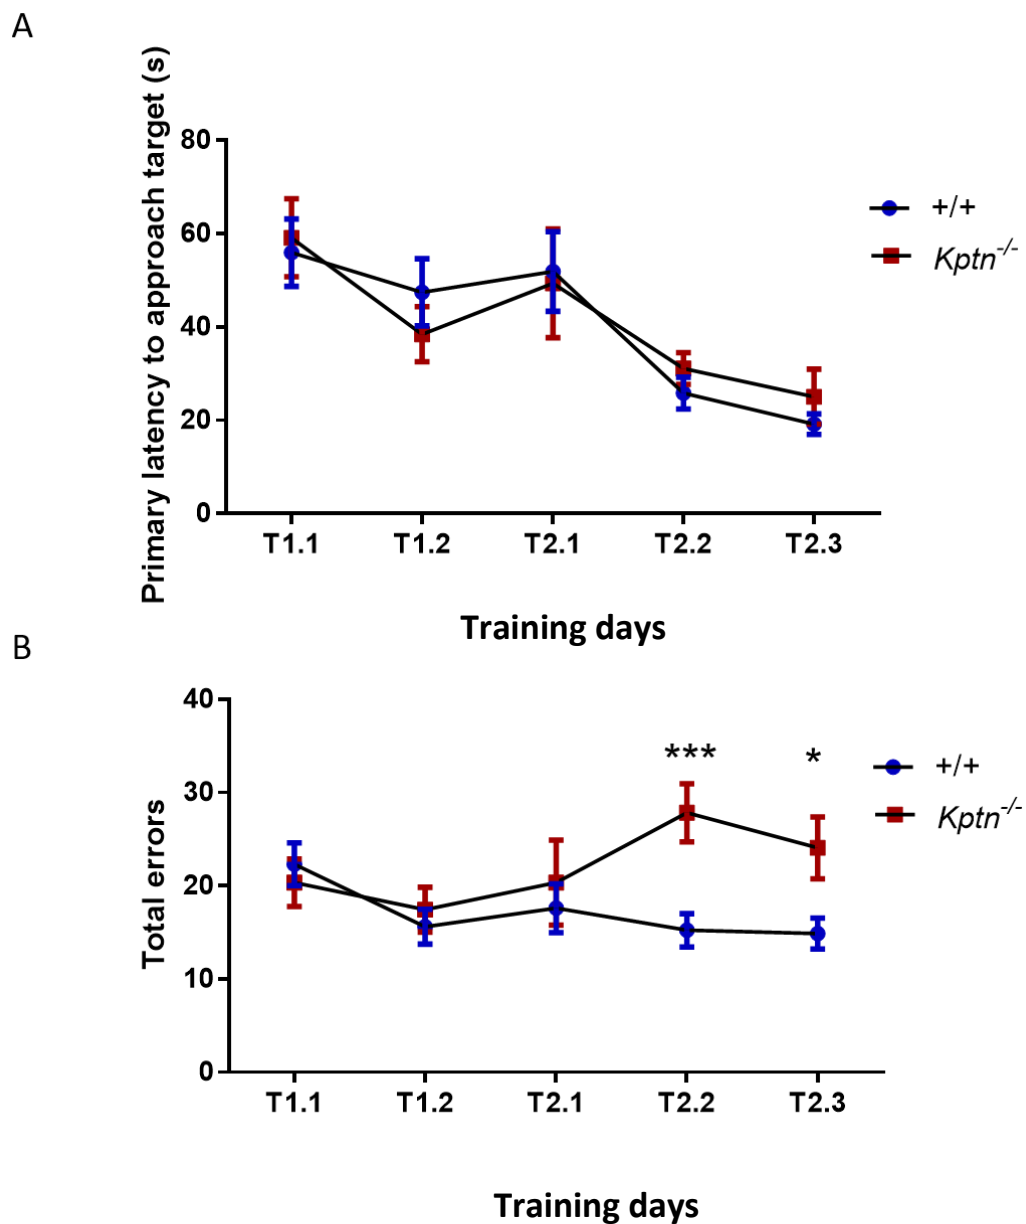 A
Primary latency to approach target (s)
80
60
40
20
0
T1.1 T1.2 T2.1 T2.2 T2.3
Training days
+/+
Kptn-/-
B
Total errors
40
30
20
10
0
*** *
T1.1 T1.2 T2.1 T2.2 T2.3
Training days
+/+
Kptn-/-